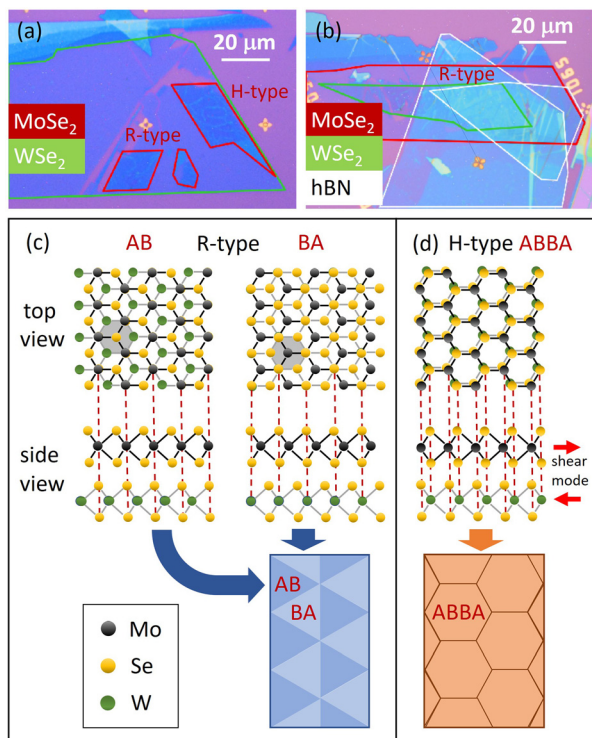 (a)
20 μm
H-type
R-type
MoSe₂
WSe₂
(b)
20 μm
R-type
1065
MoSe₂
WSe₂
hBN
(c)
AB
R-type
BA
(d) H-type ABBA
top
view
side
view
shear
mode
AB
BA
ABBA
Mo
Se
W